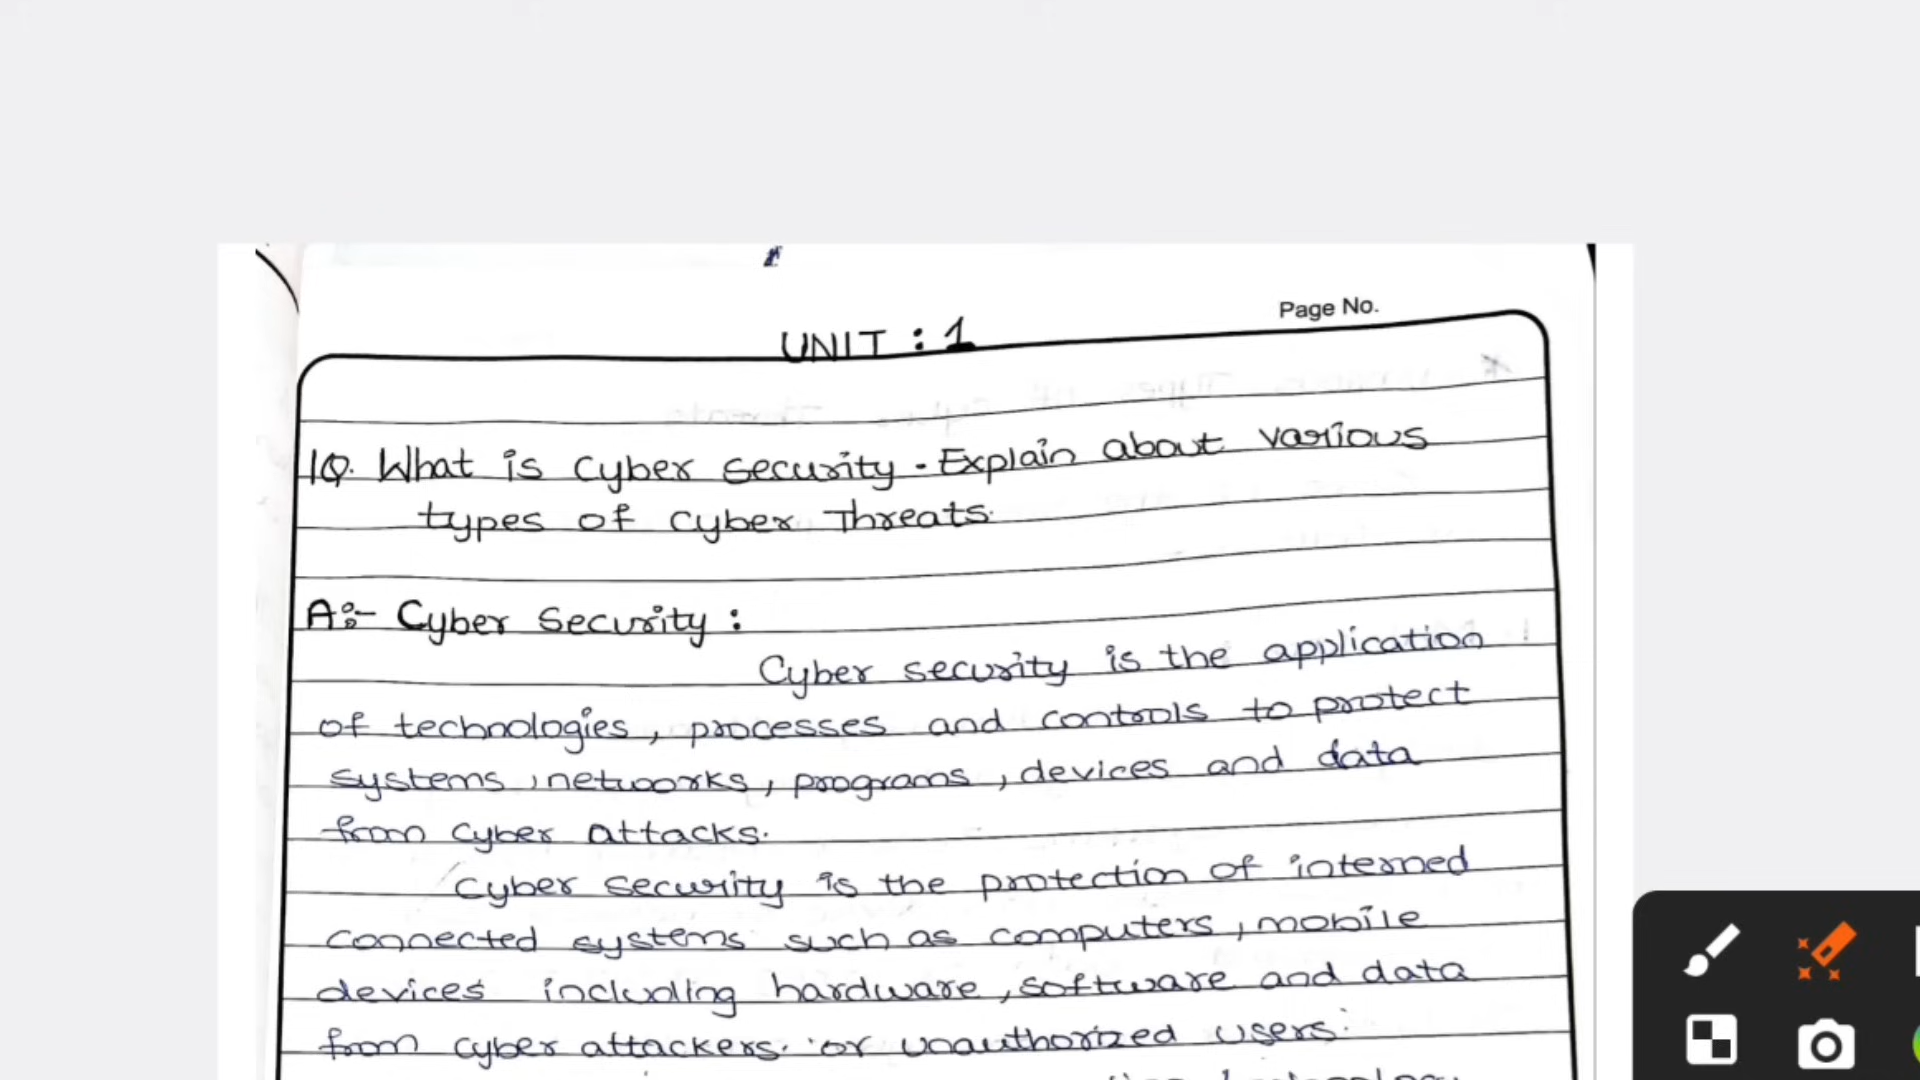 Page No.
UNIT : 1
1Q. What is cyber security. Explain about various
types of cyber Threats.
A:- Cyber Security :
Cyber security is the application
of technologies, processes and controls to protect
systems, networks, programs, devices and data
from cyber attacks.
cyber security is the protection of interned
connected systems such as computers, mobile
devices including hardware, software and data
from cyber attackers. or unauthorized users.